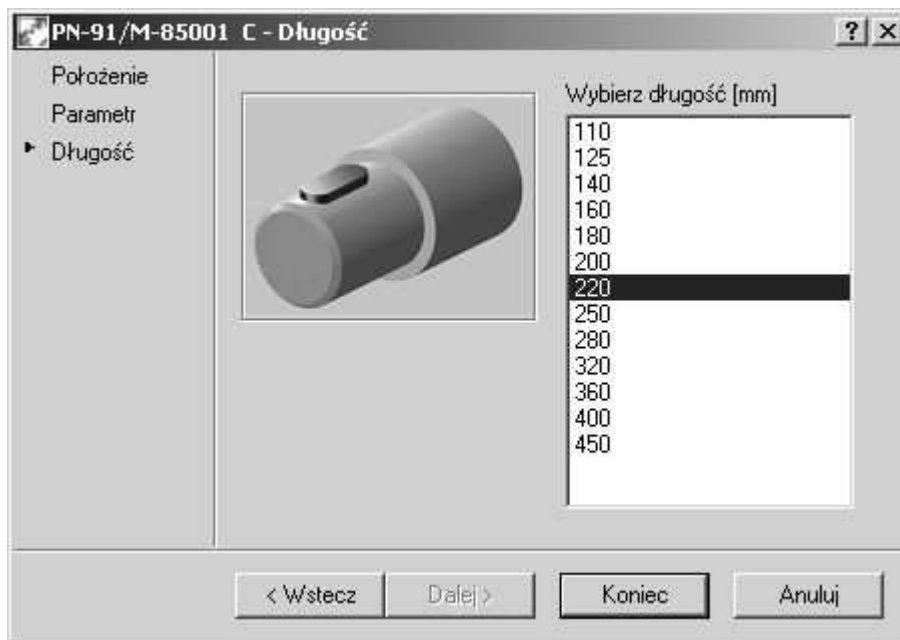 PN-91/M-85001 C - Długość
? ×
Położenie
Parametr
Długość
Wybierz długość [mm]
110
125
140
160
180
200
220
250
280
320
360
400
450
< Wstecz
Dalej >
Koniec
Anuluj